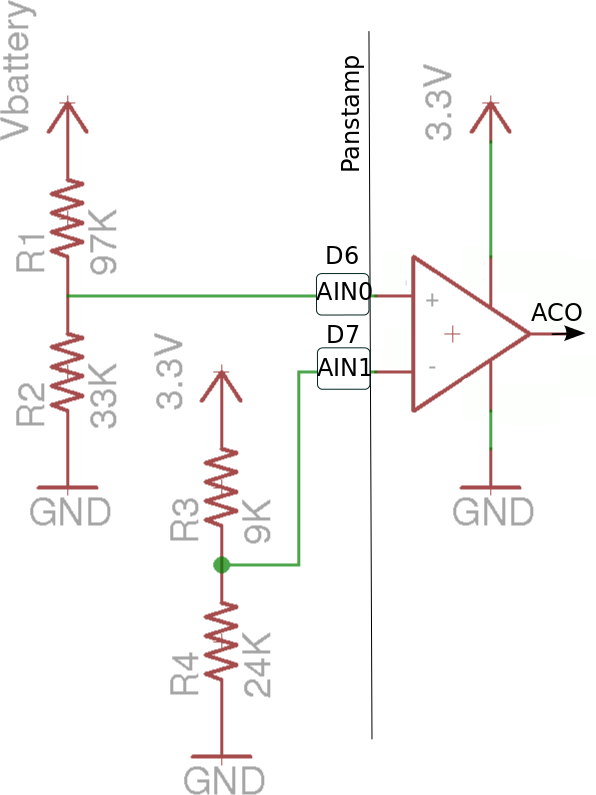 Vbattery
R1
97K
R2
33K
GND
3.3V
R3
9K
R4
24K
GND
Panstamp
D6
AIN0
D7
AIN1
3.3V
+
-
ACO
GND